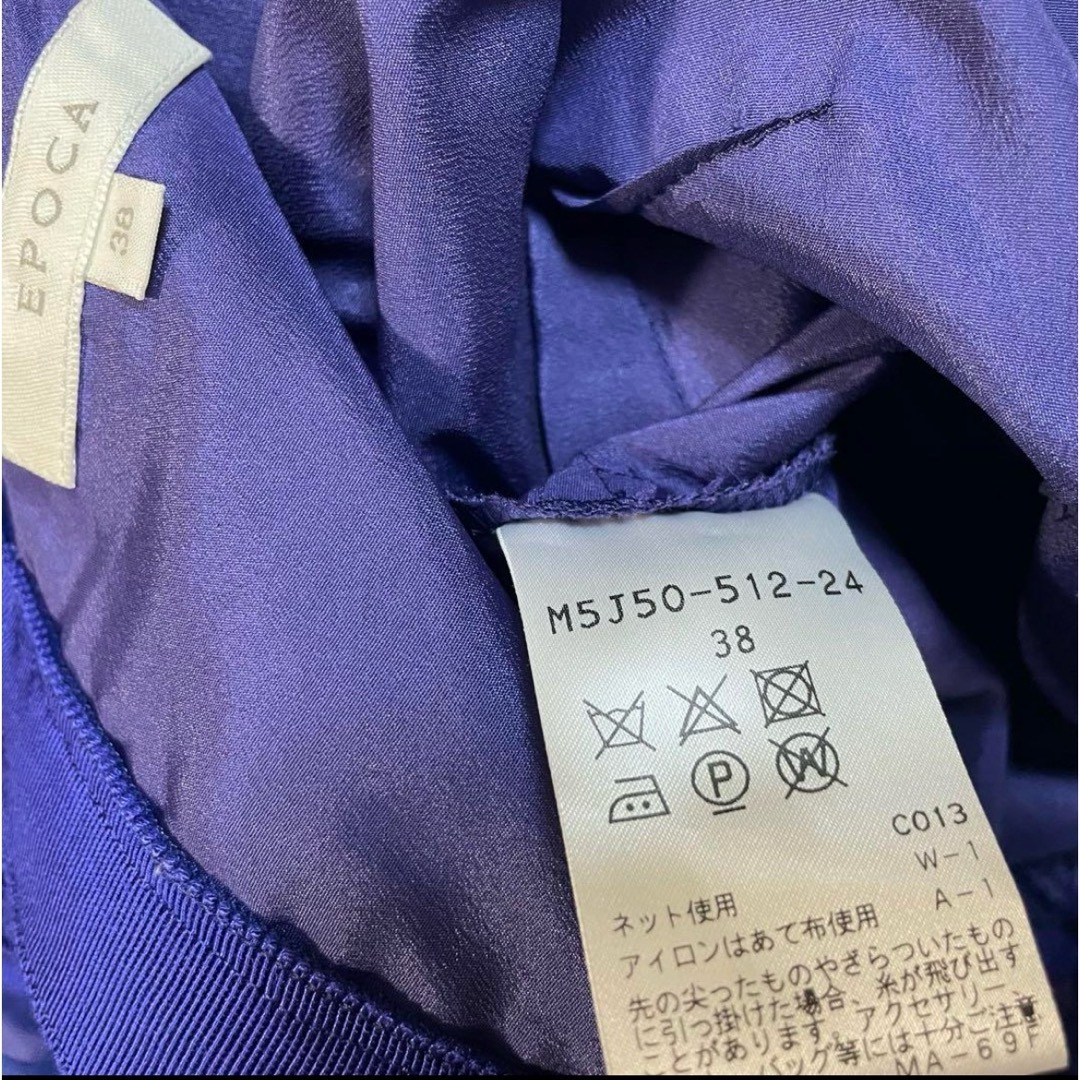 EPOCA
38
M5J50-512-24
38
P
W
C013
W-1
A-1
ネット使用
アイロンはあて布使用
先の尖ったものやざらついたもの
に引っ掛けた場合、糸が飛び出す
ことがあります。アクセサリー、
バッグ等には十分ご注意
MA-69F